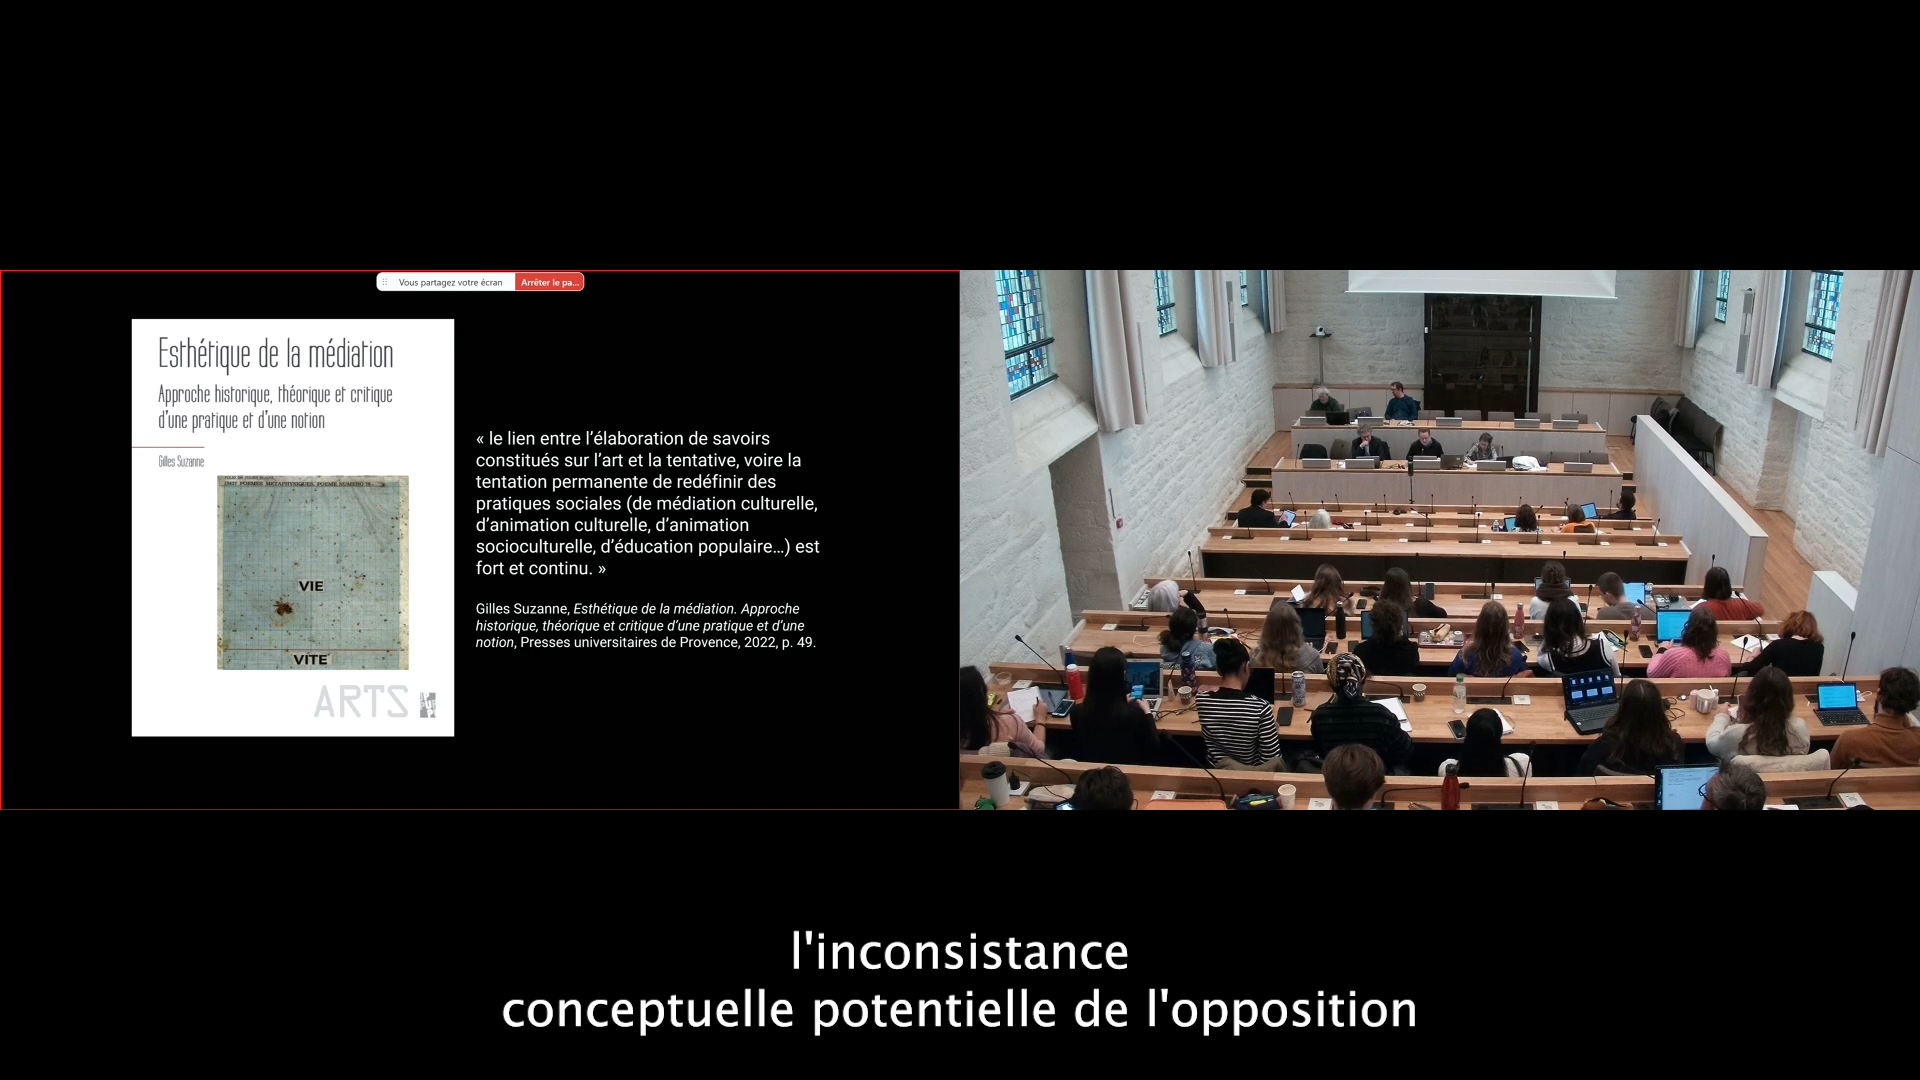 Vous partagez votre écran
Arrêter le pa...
Esthétique de la médiation
Approche historique, théorique et critique
d'une pratique et d'une notion
Gilles Suzanne
VIE
VITE
ARTS
« le lien entre l’élaboration de savoirs
constitués sur l’art et la tentative, voire la
tentation permanente de redéfinir des
pratiques sociales (de médiation culturelle,
d’animation culturelle, d’animation
socioculturelle, d’éducation populaire…) est
fort et continu. »
Gilles Suzanne, Esthétique de la médiation. Approche
historique, théorique et critique d’une pratique et d’une
notion, Presses universitaires de Provence, 2022, p. 49.
l'inconsistance
conceptuelle potentielle de l'opposition